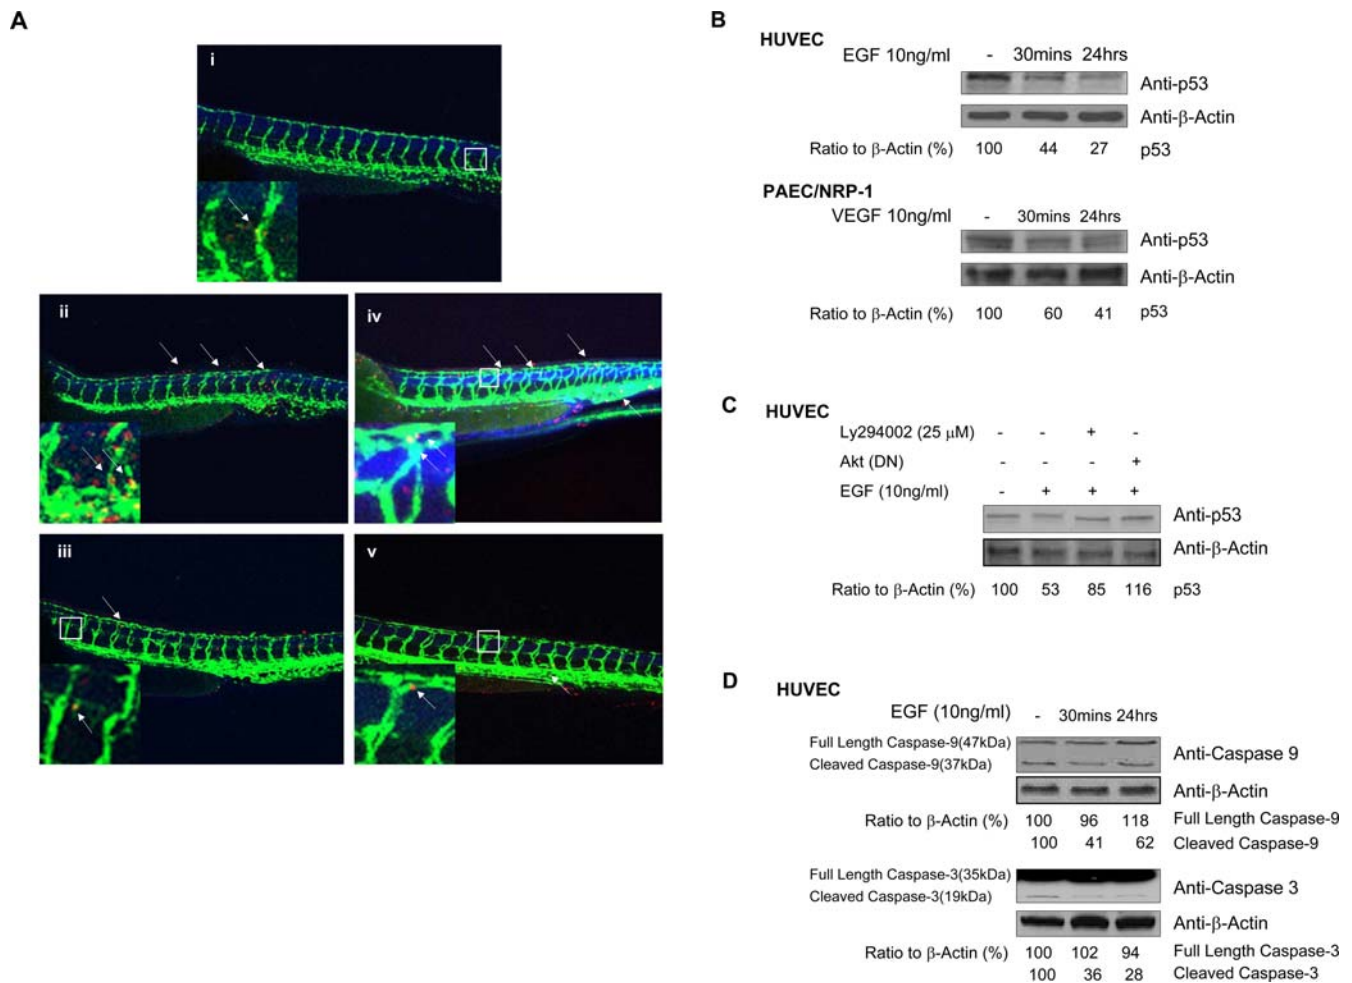 A
i
ii
iv
iii
v
B
HUVEC
EGF 10ng/ml - 30mins 24hrs
Anti-p53
Anti-β-Actin
Ratio to β-Actin (%) 100 44 27 p53
PAEC/NRP-1
VEGF 10ng/ml - 30mins 24hrs
Anti-p53
Anti-β-Actin
Ratio to β-Actin (%) 100 60 41 p53
C
HUVEC
Ly294002 (25 μM) - - + -
Akt (DN) - - - +
EGF (10ng/ml) - + + +
Anti-p53
Anti-β-Actin
Ratio to β-Actin (%) 100 53 85 116 p53
D
HUVEC
EGF (10ng/ml) - 30mins 24hrs
Full Length Caspase-9(47kDa)
Cleaved Caspase-9(37kDa)
Anti-Caspase 9
Anti-β-Actin
Ratio to β-Actin (%) 100 96 118 Full Length Caspase-9
100 41 62 Cleaved Caspase-9
Full Length Caspase-3(35kDa)
Cleaved Caspase-3(19kDa)
Anti-Caspase 3
Anti-β-Actin
Ratio to β-Actin (%) 100 102 94 Full Length Caspase-3
100 36 28 Cleaved Caspase-3